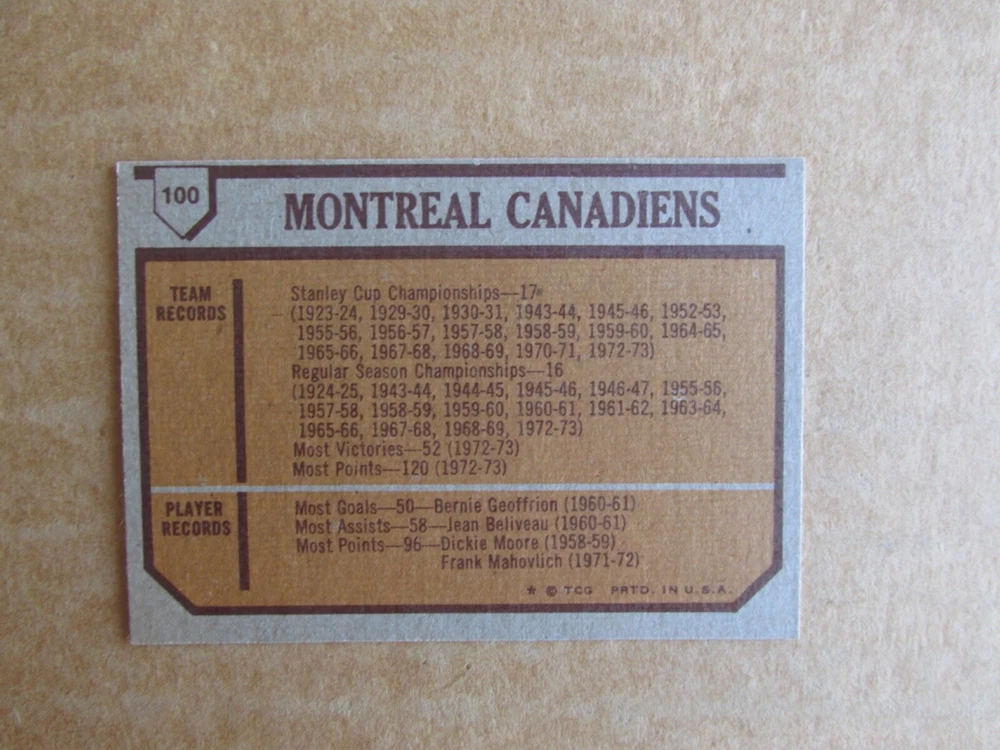 100
MONTREAL CANADIENS
TEAM RECORDS
Stanley Cup Championships—17
(1923-24, 1929-30, 1930-31, 1943-44, 1945-46, 1952-53,
1955-56, 1956-57, 1957-58, 1958-59, 1959-60, 1964-65,
1965-66, 1967-68, 1968-69, 1970-71, 1972-73)
Regular Season Championships—16
(1924-25, 1943-44, 1944-45, 1945-46, 1946-47, 1955-56,
1957-58, 1958-59, 1959-60, 1960-61, 1961-62, 1963-64,
1965-66, 1967-68, 1968-69, 1972-73)
Most Victories—52 (1972-73)
Most Points—120 (1972-73)
PLAYER RECORDS
Most Goals—50—Bernie Geoffrion (1960-61)
Most Assists—58—Jean Beliveau (1960-61)
Most Points—96—Dickie Moore (1958-59)
Frank Mahovlich (1971-72)
* © TCG PRTD. IN U.S.A.